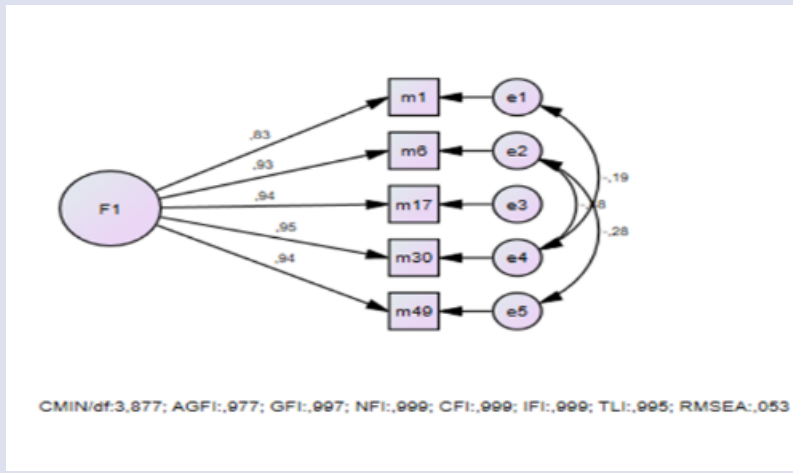 m1
e1
,83
m6
e2
,93
-,19
F1
,94
m17
e3
,95
-,28
,94
m30
e4
m49
e5
CMIN/df:3,877; AGFI:,977; GFI:,997; NFI:,999; CFI:,999; IFI:,999; TLI:,995; RMSEA:,053